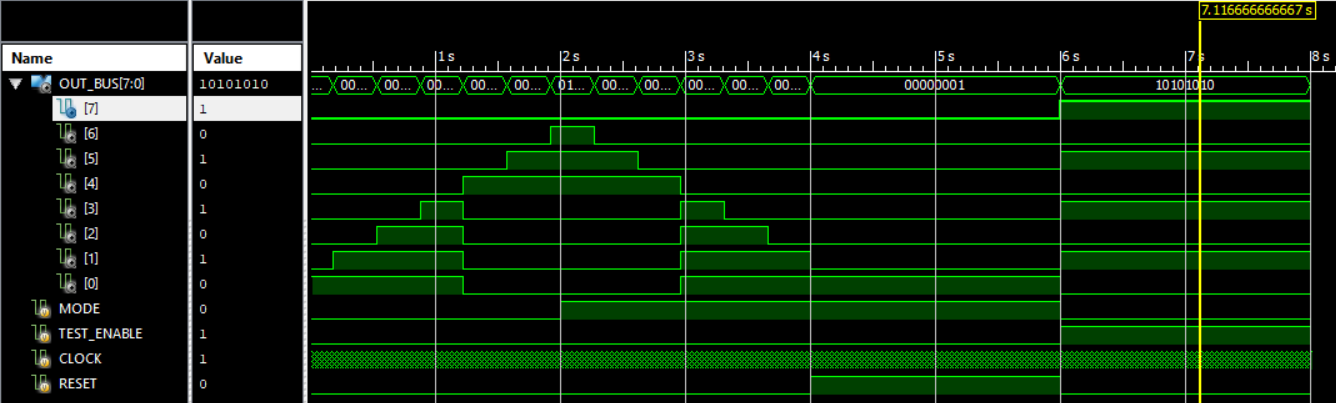 7.116666666667 s
Name Value
1 s 2 s 3 s 4 s 5 s 6 s 7 s 8 s
OUT_BUS[7:0] 10101010 ... 00... 00... 00... 00... 00... 01... 00... 00... 00... 00... 00... 00000001 10101010
[7] 1
[6] 0
[5] 1
[4] 0
[3] 1
[2] 0
[1] 1
[0] 0
MODE 0
TEST_ENABLE 1
CLOCK 1
RESET 0